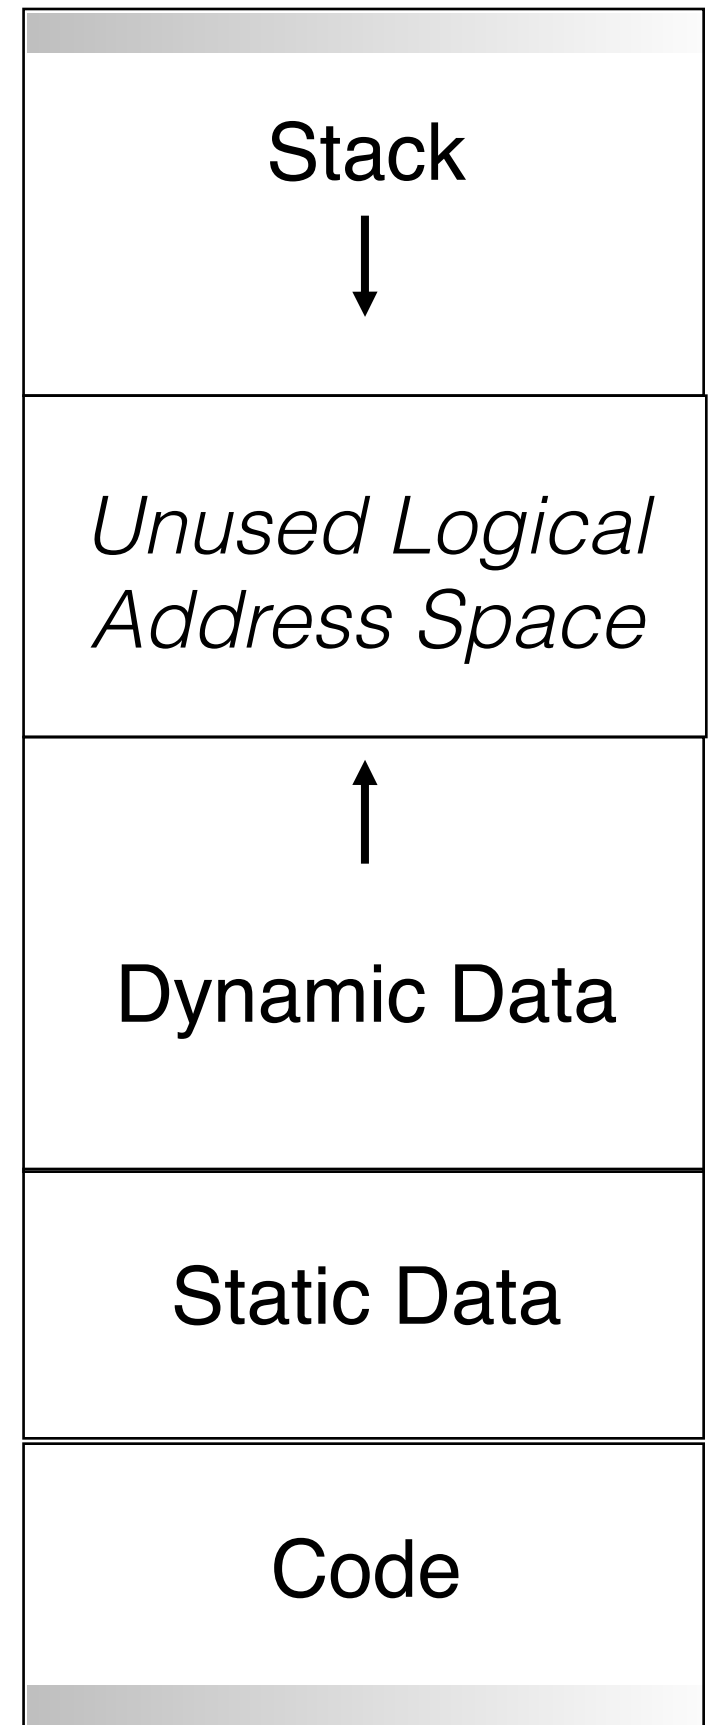 Stack
Unused Logical
Address Space
Dynamic Data
Static Data
Code